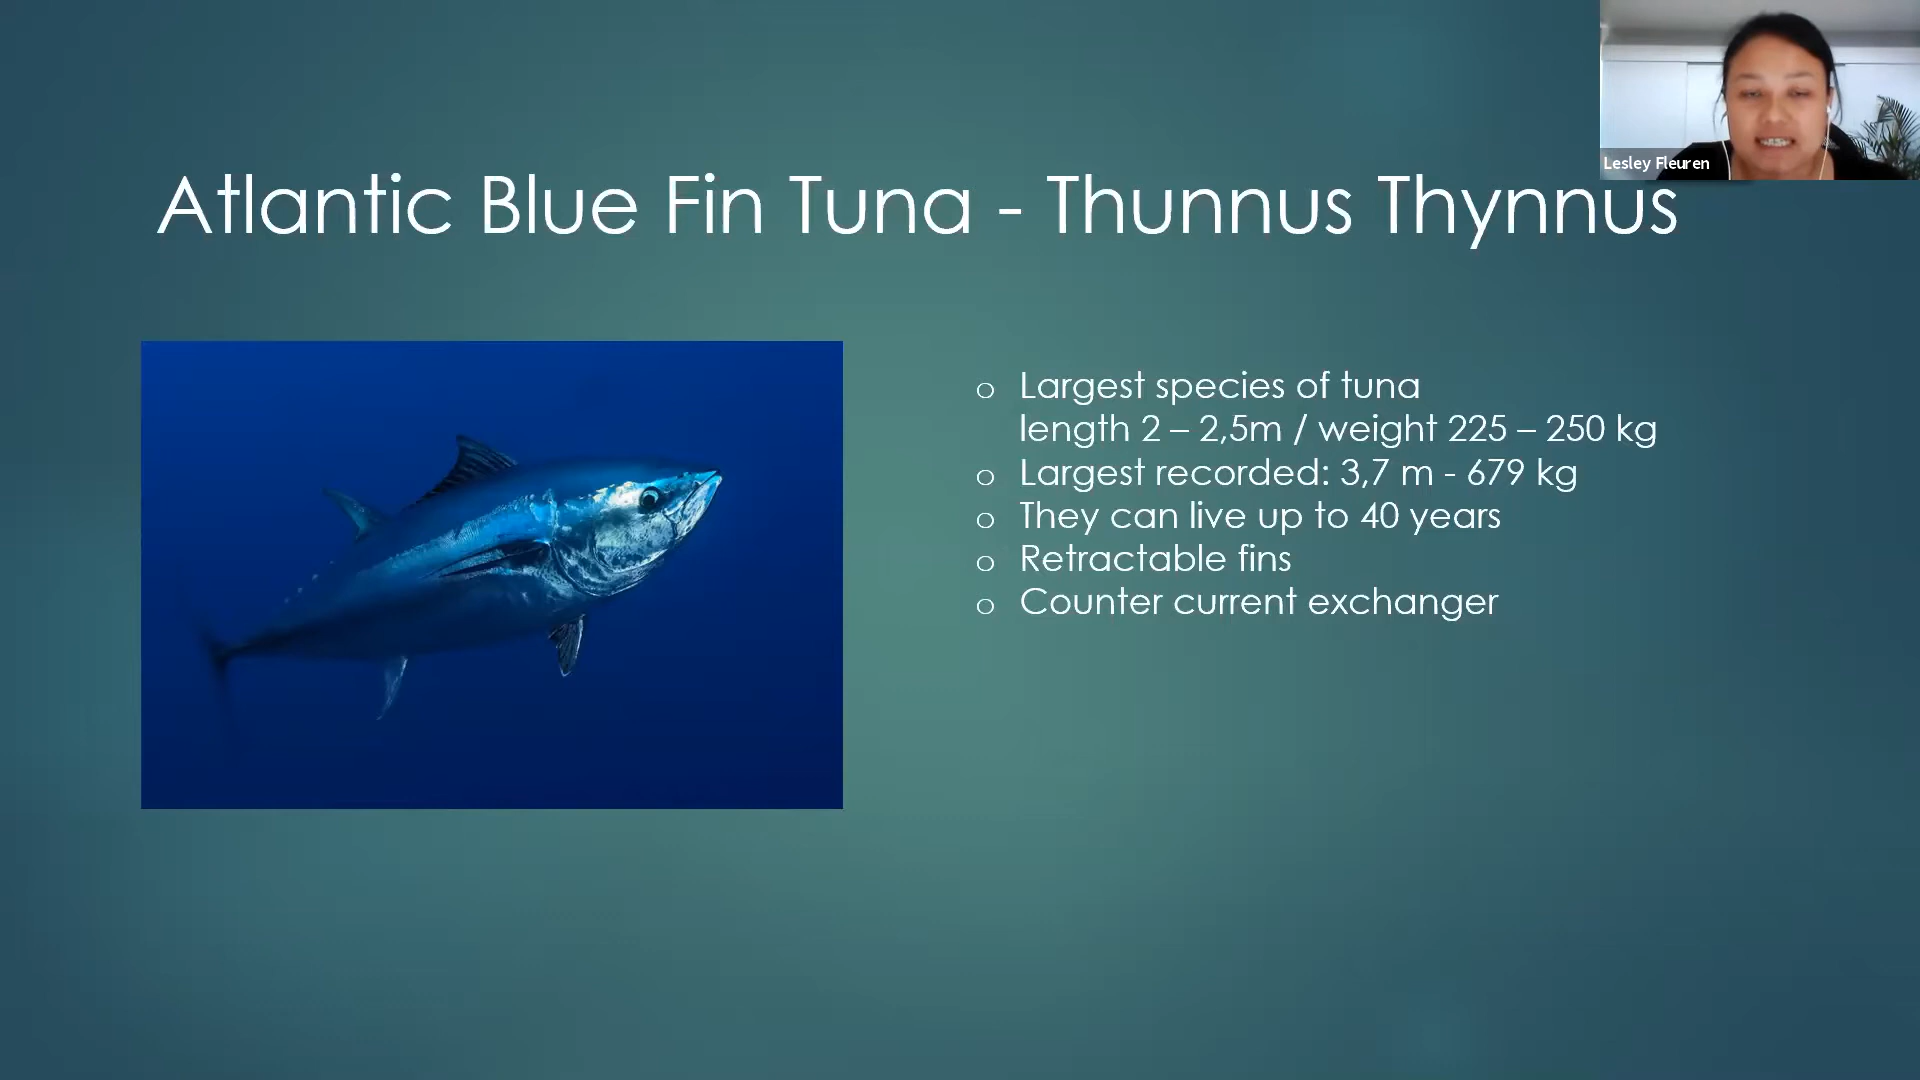 Lesley Fleuren
Atlantic Blue Fin Tuna - Thunnus Thynnus
o Largest species of tuna
length 2 – 2,5m / weight 225 – 250 kg
o Largest recorded: 3,7 m - 679 kg
o They can live up to 40 years
o Retractable fins
o Counter current exchanger